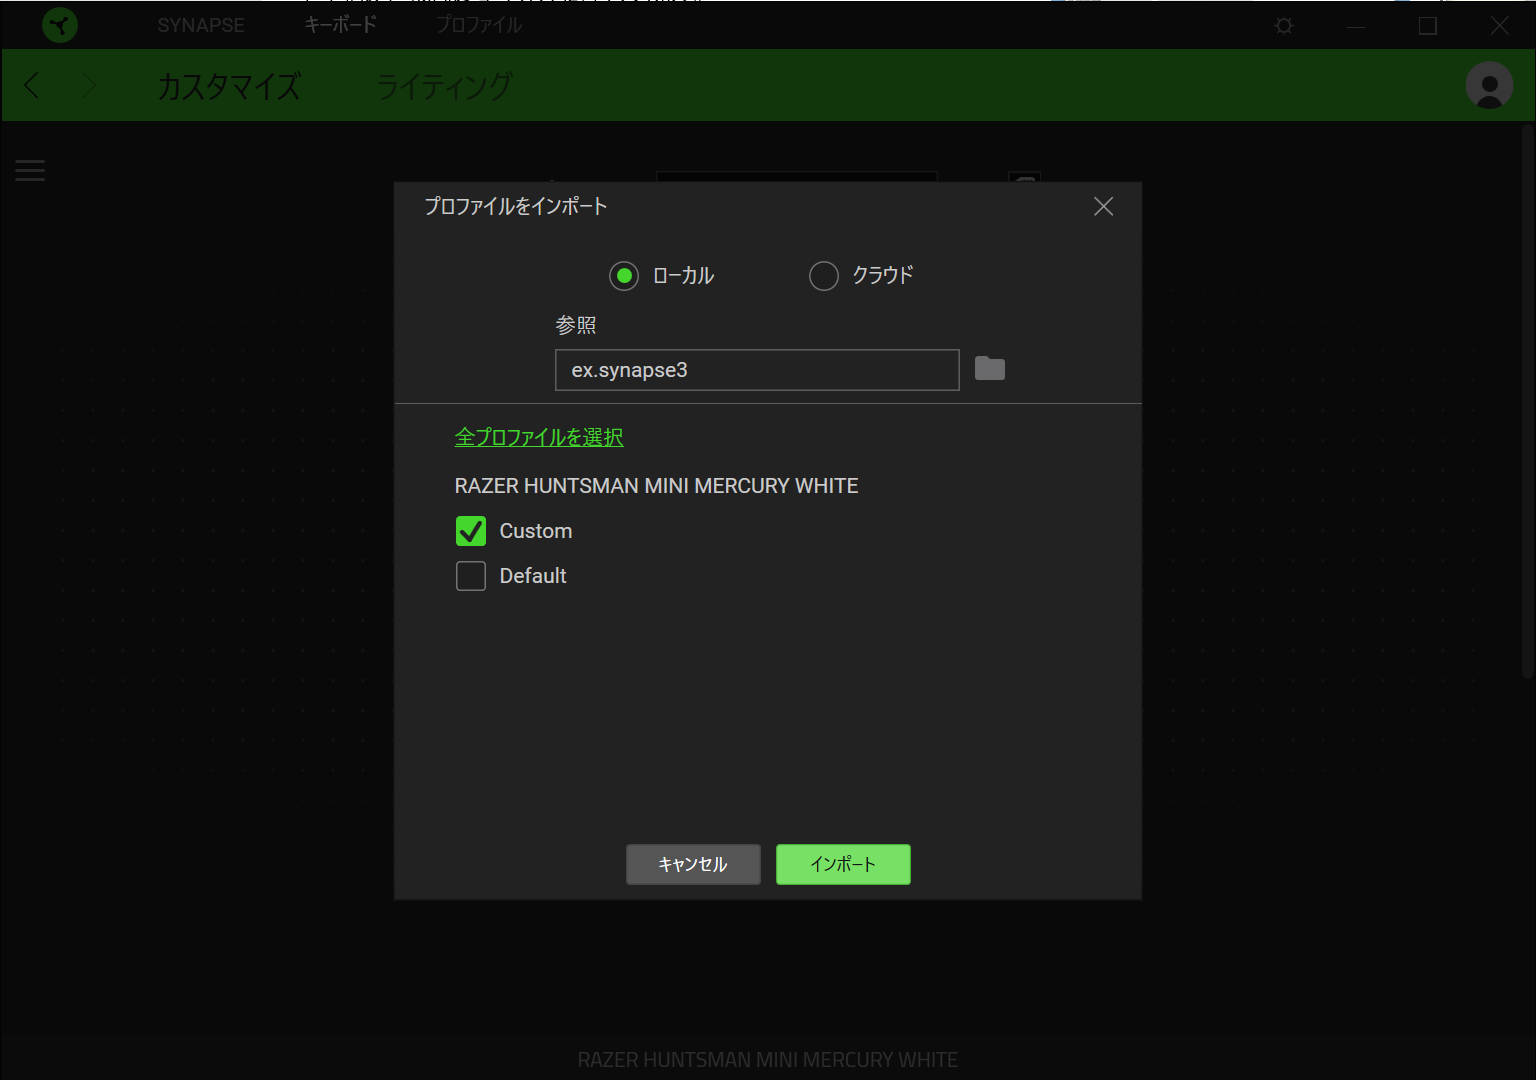 SYNAPSE キーボード プロファイル
カスタマイズ ライティング
プロファイルをインポート
ローカル クラウド
参照
ex.synapse3
全プロファイルを選択
RAZER HUNTSMAN MINI MERCURY WHITE
Custom
Default
キャンセル インポート
RAZER HUNTSMAN MINI MERCURY WHITE